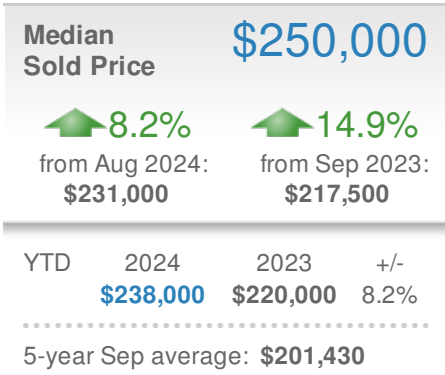 Median $250,000
Sold Price
8.2% 14.9%
from Aug 2024: from Sep 2023:
$231,000 $217,500
YTD 2024 2023 +/-
$238,000 $220,000 8.2%
5-year Sep average: $201,430